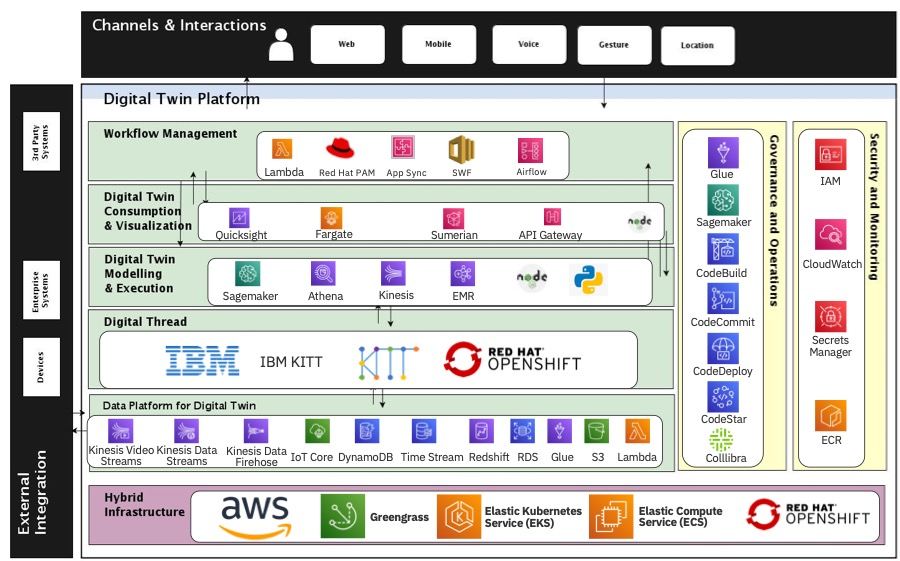 Channels & Interactions
Web
Mobile
Voice
Gesture
Location
3rd Party
Systems
Enterprise
Systems
Devices
External
Integration
Digital Twin Platform
Workflow Management
Lambda
Red Hat PAM
App Sync
SWF
Airflow
Digital Twin
Consumption
& Visualization
Quicksight
Fargate
Sumerian
API Gateway
node
Digital Twin
Modelling
& Execution
Sagemaker
Athena
Kinesis
EMR
node
Digital Thread
IBM
IBM KITT
KITT
RED HAT®
OPENSHIFT
Data Platform for Digital Twin
Kinesis Video
Streams
Kinesis Data
Streams
Kinesis Data
Firehose
IoT Core
DynamoDB
Time Stream
Redshift
RDS
Glue
S3
Lambda
Governance and Operations
Glue
Sagemaker
CodeBuild
CodeCommit
CodeDeploy
CodeStar
Colllibra
Security and Monitoring
IAM
CloudWatch
Secrets
Manager
ECR
Hybrid
Infrastructure
aws
Greengrass
Elastic Kubernetes
Service (EKS)
Elastic Compute
Service (ECS)
RED HAT®
OPENSHIFT